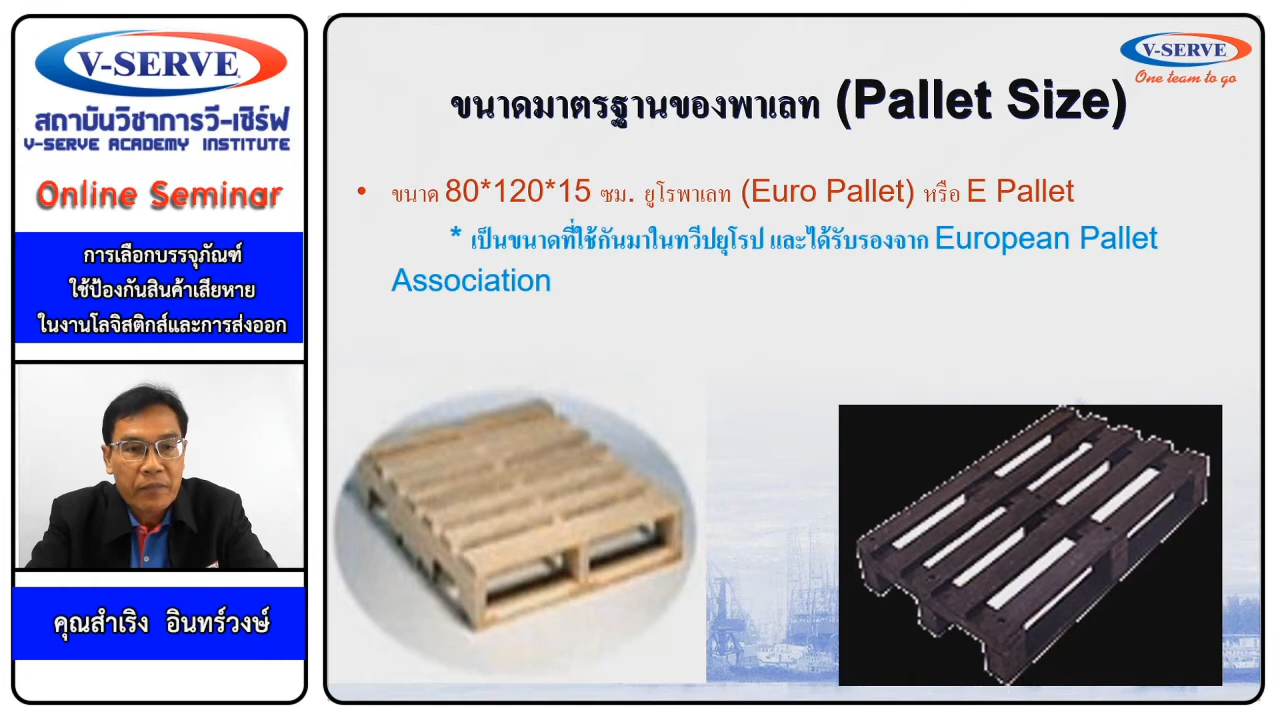 V-SERVE
สถาบันวิชาการวี-เซิร์ฟ
V-SERVE ACADEMY INSTITUTE
Online Seminar
การเลือกบรรจุภัณฑ์
ใช้ป้องกันสินค้าเสียหาย
ในงานโลจิสติกส์และการส่งออก
คุณสำเริง อินทร์วงษ์
V-SERVE
One team to go
ขนาดมาตรฐานของพาเลท (Pallet Size)
• ขนาด 80*120*15 ซม. ยูโรพาเลท (Euro Pallet) หรือ E Pallet
* เป็นขนาดที่ใช้กันมาในทวีปยุโรป และได้รับรองจาก European Pallet
Association